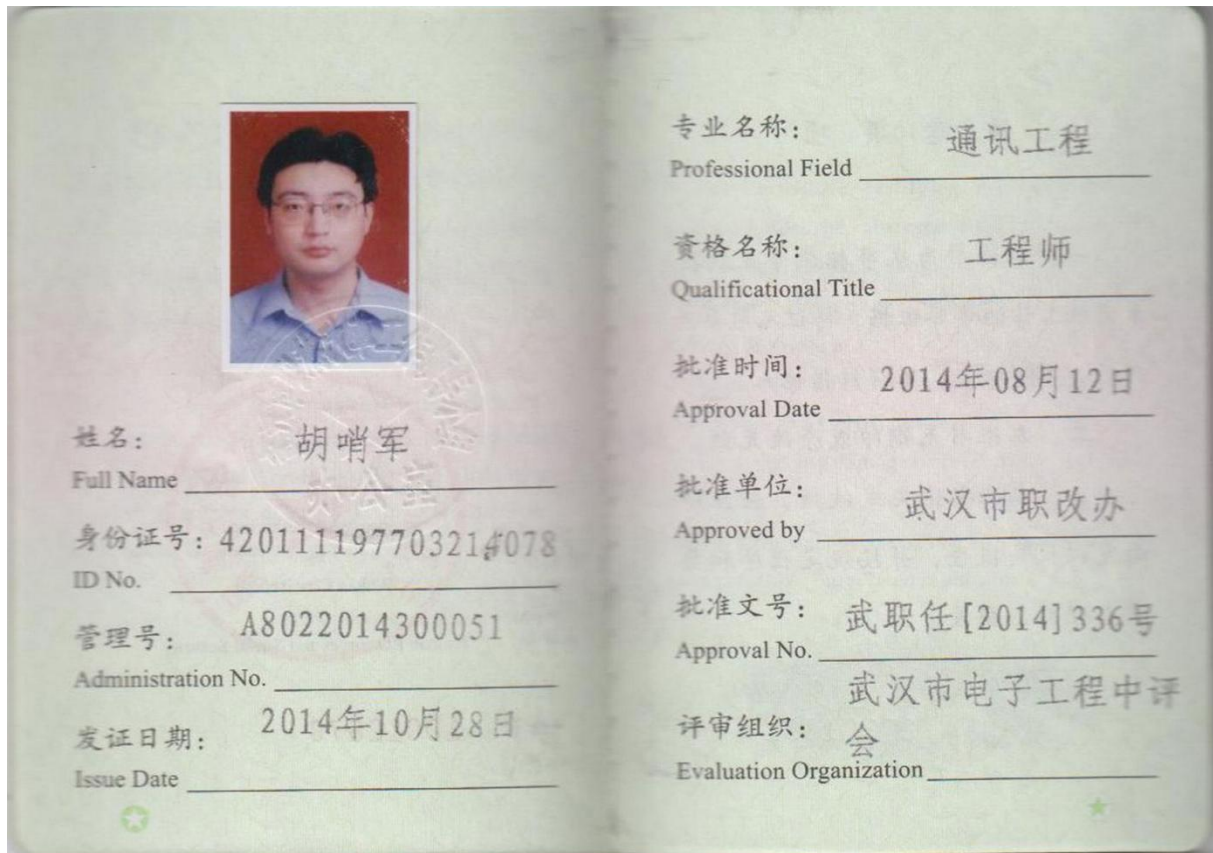 姓名：
胡哨军
Full Name
身份证号：420111197703214078
ID No.
管理号：
A8022014300051
Administration No.
发证日期：
2014年10月28日
Issue Date
专业名称：
通讯工程
Professional Field
资格名称：
工程师
Qualificational Title
批准时间：
2014年08月12日
Approval Date
批准单位：
武汉市职改办
Approved by
批准文号：
武职任[2014]336号
Approval No.
武汉市电子工程中评
评审组织：
会
Evaluation Organization